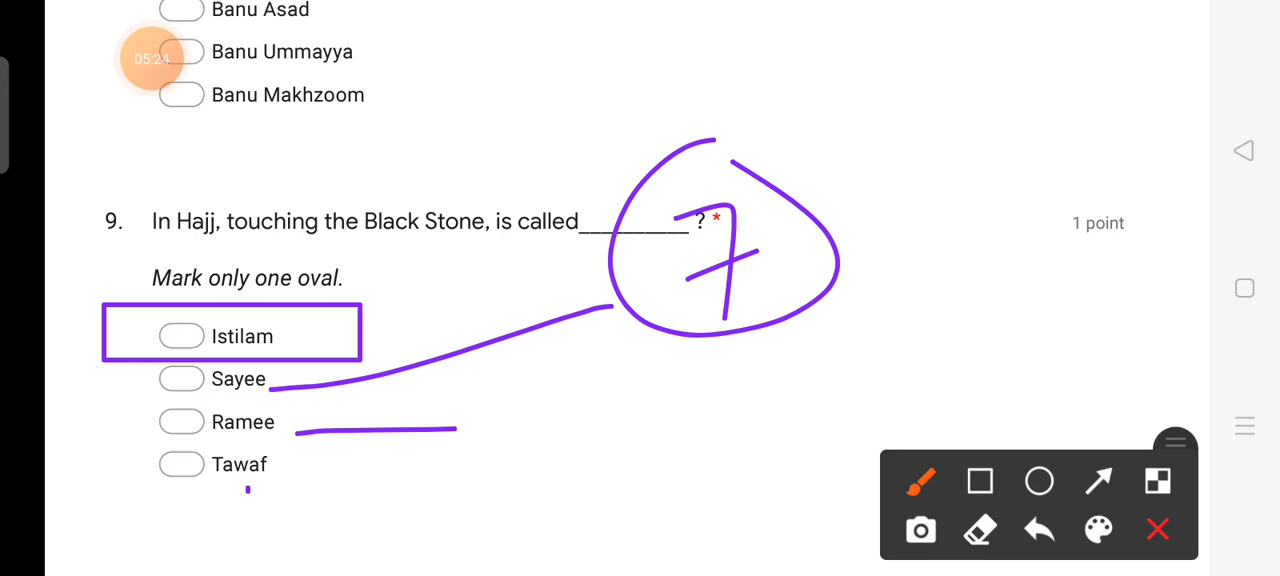 Banu Asad
05:24
Banu Ummayya
Banu Makhzoom
9. In Hajj, touching the Black Stone, is called__________? *
1 point
7
Mark only one oval.
Istilam
Sayee
Ramee
Tawaf